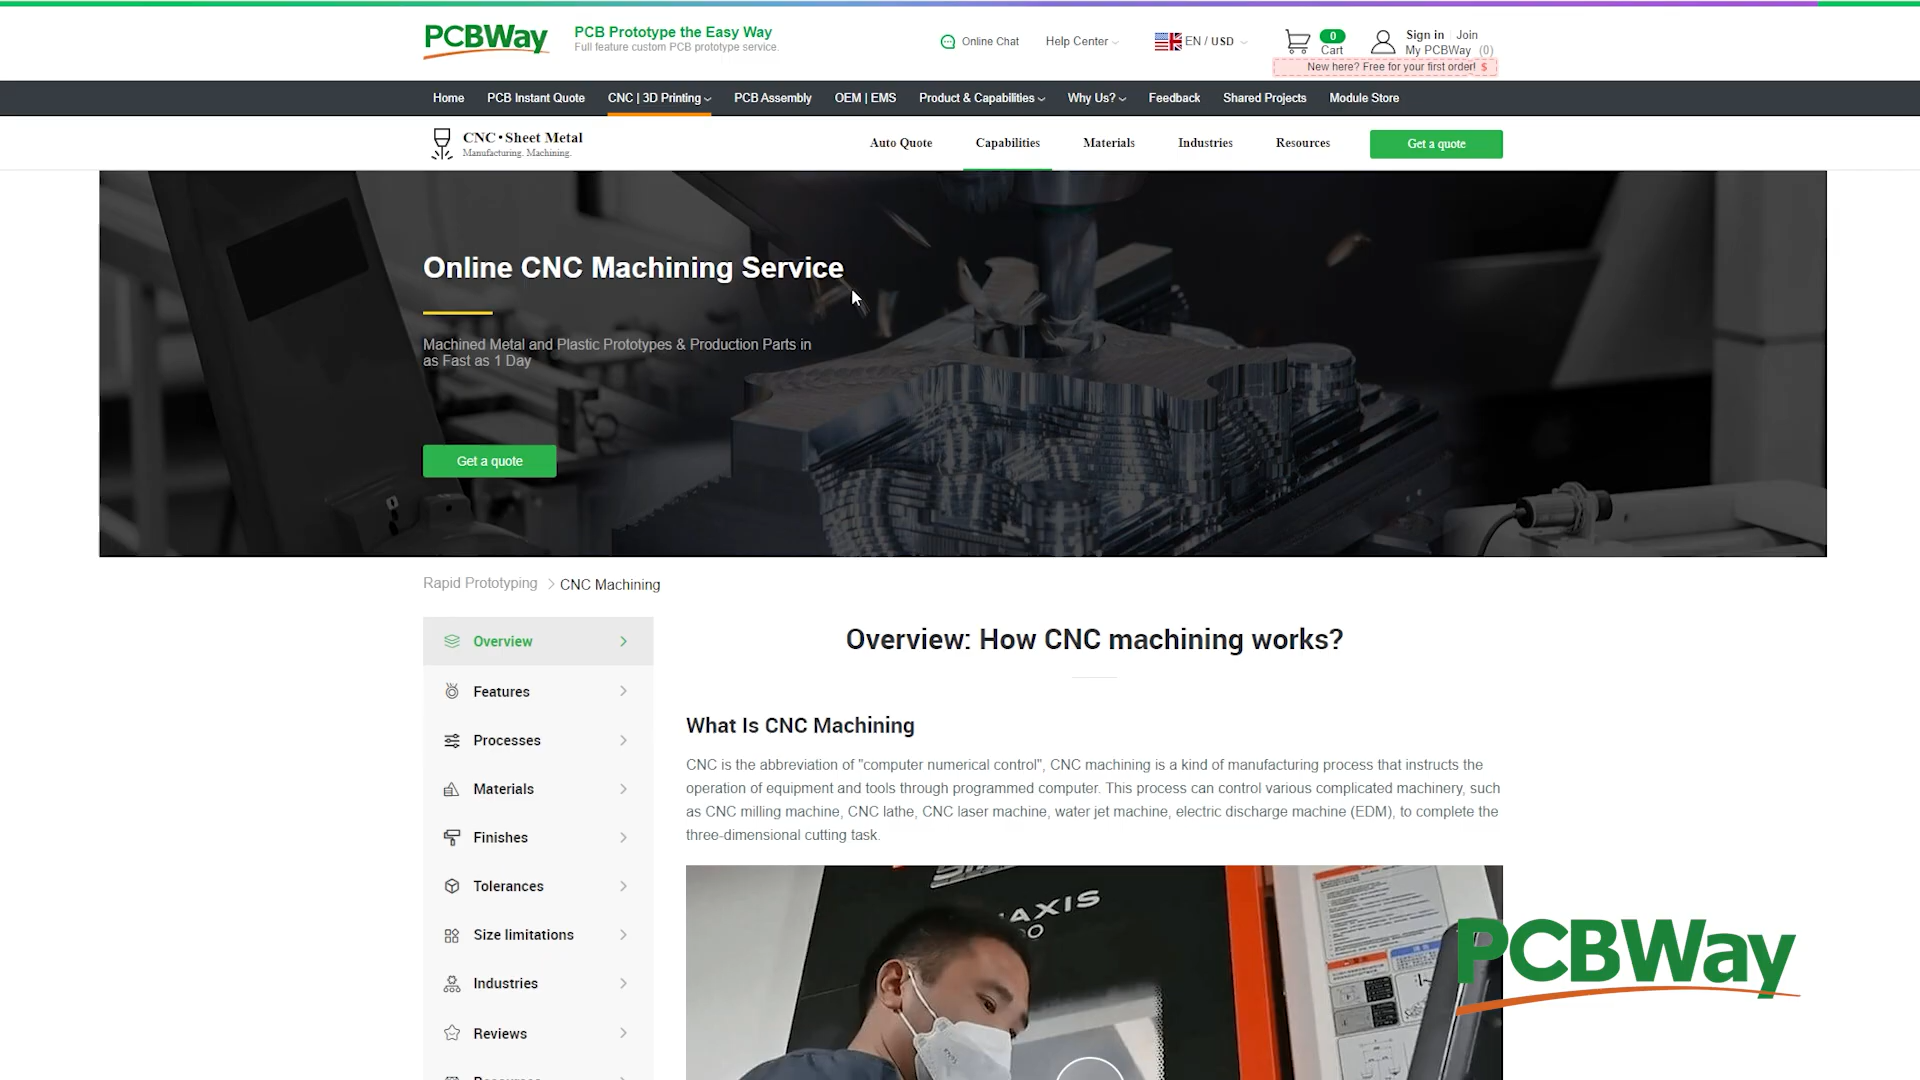 PCBWay
PCB Prototype the Easy Way
Full feature custom PCB prototype service.
Online Chat
Help Center
EN / USD
0
Cart
Sign in
Join
My PCBWay (0)
New here? Free for your first order! $
Home
PCB Instant Quote
CNC | 3D Printing
PCB Assembly
OEM | EMS
Product & Capabilities
Why Us?
Feedback
Shared Projects
Module Store
CNC•Sheet Metal
Manufacturing. Machining.
Auto Quote
Capabilities
Materials
Industries
Resources
Get a quote
Online CNC Machining Service
Machined Metal and Plastic Prototypes & Production Parts in
as Fast as 1 Day
Get a quote
Rapid Prototyping
CNC Machining
Overview
Features
Processes
Materials
Finishes
Tolerances
Size limitations
Industries
Reviews
Overview: How CNC machining works?
What Is CNC Machining
CNC is the abbreviation of "computer numerical control", CNC machining is a kind of manufacturing process that instructs the
operation of equipment and tools through programmed computer. This process can control various complicated machinery, such
as CNC milling machine, CNC lathe, CNC laser machine, water jet machine, electric discharge machine (EDM), to complete the
three-dimensional cutting task.
PCBWay